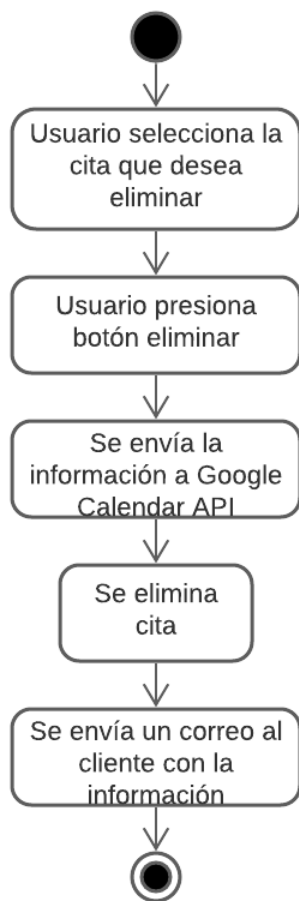 Usuario selecciona la
cita que desea
eliminar
Usuario presiona
botón eliminar
Se envía la
información a Google
Calendar API
Se elimina
cita
Se envía un correo al
cliente con la
información